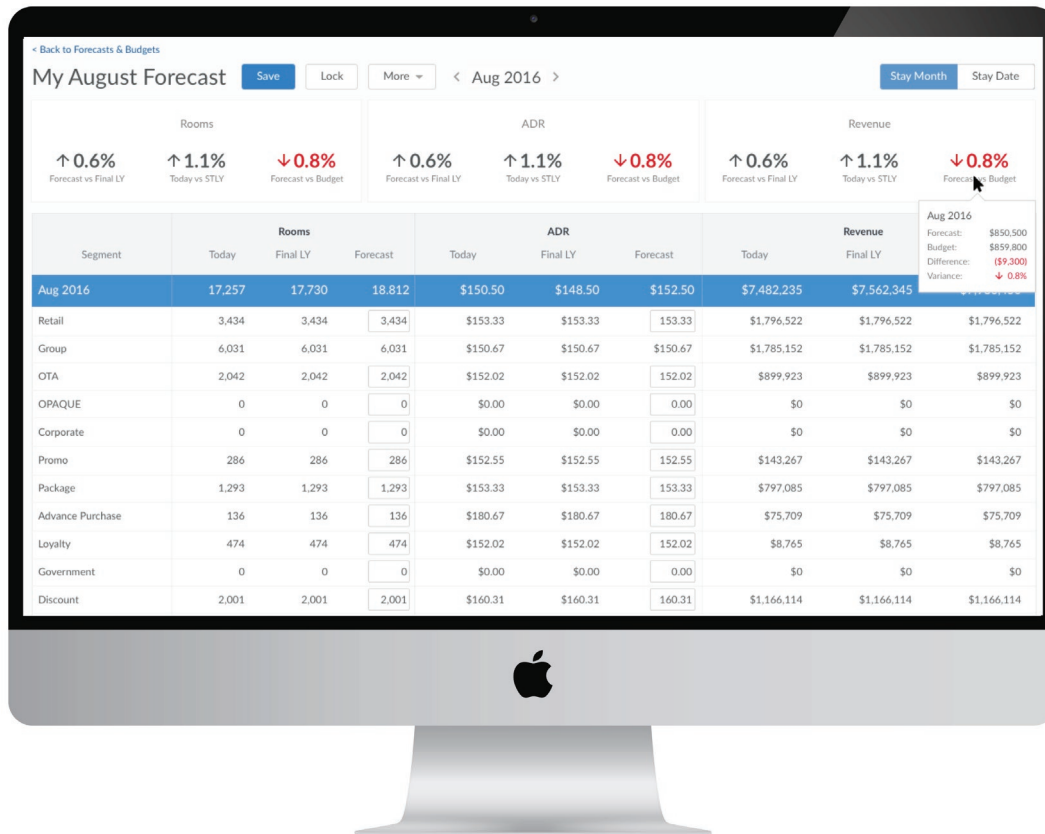 < Back to Forecasts & Budgets
My August Forecast Save Lock More < Aug 2016 > Stay Month Stay Date
Rooms ADR Revenue
↑ 0.6% ↑ 1.1% ↓ 0.8% ↑ 0.6% ↑ 1.1% ↓ 0.8% ↑ 0.6% ↑ 1.1% ↓ 0.8%
Forecast vs Final LY Today vs STLY Forecast vs Budget Forecast vs Final LY Today vs STLY Forecast vs Budget Forecast vs Final LY Today vs STLY Forecast vs Budget
Aug 2016
Forecast: $850,500
Budget: $859,800
Difference: ($9,300)
Variance: ↓ 0.8%
Rooms ADR Revenue
Segment Today Final LY Forecast Today Final LY Forecast Today Final LY
Aug 2016 17,257 17,730 18.812 $150.50 $148.50 $152.50 $7,482,235 $7,562,345
Retail 3,434 3,434 3,434 $153.33 $153.33 153.33 $1,796,522 $1,796,522 $1,796,522
Group 6,031 6,031 6,031 $150.67 $150.67 $150.67 $1,785,152 $1,785,152 $1,785,152
OTA 2,042 2,042 2,042 $152.02 $152.02 152.02 $899,923 $899,923 $899,923
OPAQUE 0 0 0 $0.00 $0.00 0.00 $0 $0 $0
Corporate 0 0 0 $0.00 $0.00 0.00 $0 $0 $0
Promo 286 286 286 $152.55 $152.55 152.55 $143,267 $143,267 $143,267
Package 1,293 1,293 1,293 $153.33 $153.33 153.33 $797,085 $797,085 $797,085
Advance Purchase 136 136 136 $180.67 $180.67 180.67 $75,709 $75,709 $75,709
Loyalty 474 474 474 $152.02 $152.02 152.02 $8,765 $8,765 $8,765
Government 0 0 0 $0.00 $0.00 0.00 $0 $0 $0
Discount 2,001 2,001 2,001 $160.31 $160.31 160.31 $1,166,114 $1,166,114 $1,166,114